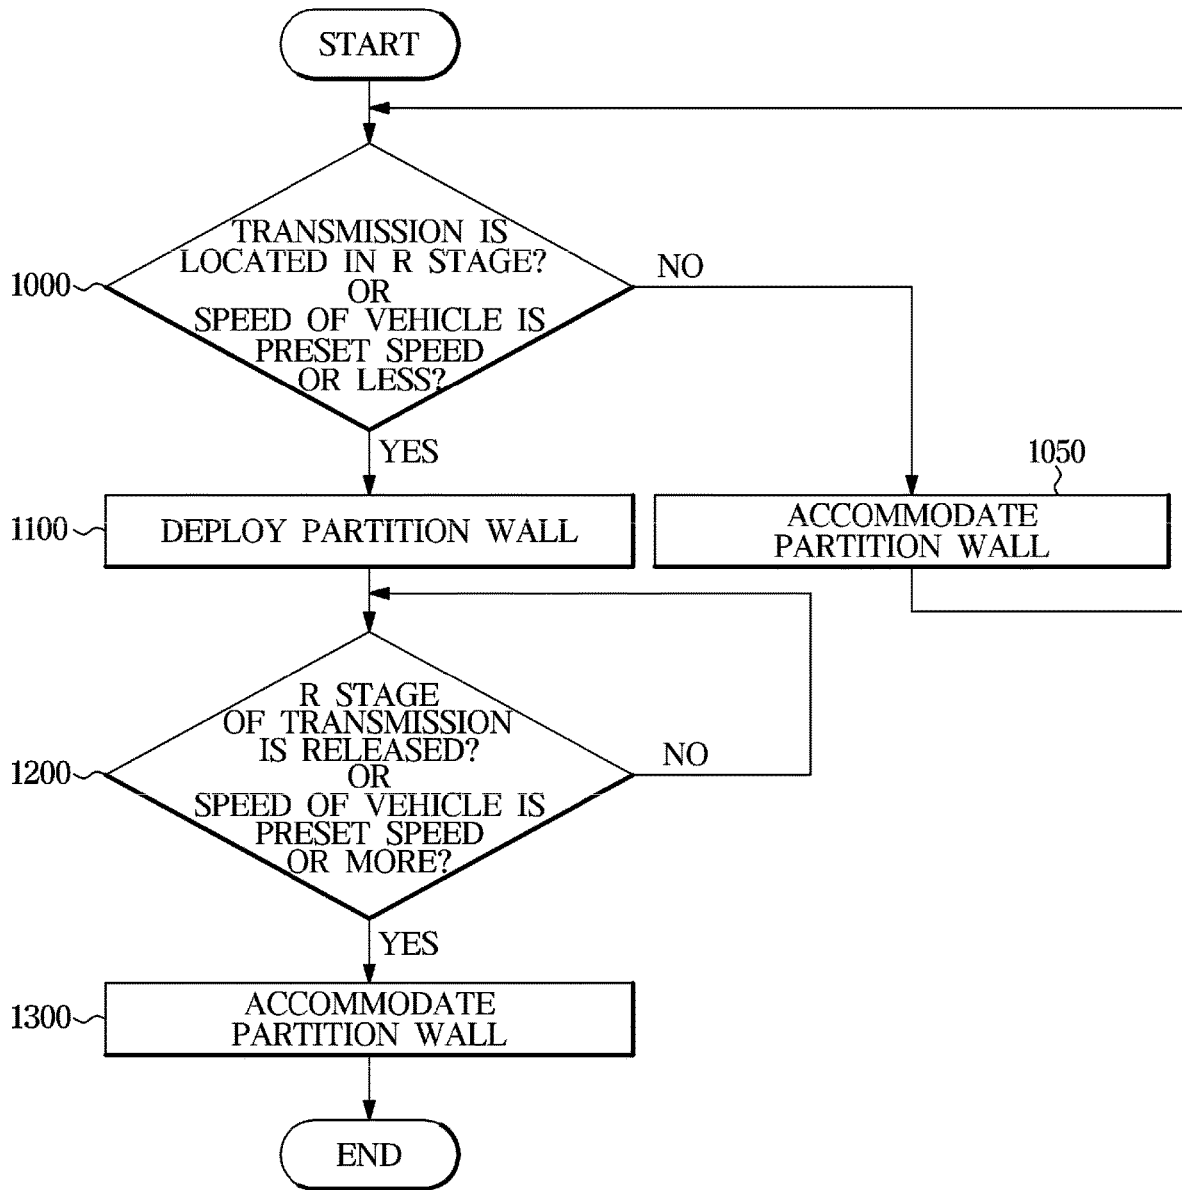 START
TRANSMISSION IS
LOCATED IN R STAGE?
OR
SPEED OF VEHICLE IS
PRESET SPEED
OR LESS?
1000
NO
YES
1050
1100
DEPLOY PARTITION WALL
ACCOMMODATE
PARTITION WALL
R STAGE
OF TRANSMISSION
IS RELEASED?
OR
SPEED OF VEHICLE IS
PRESET SPEED
OR MORE?
1200
NO
YES
1300
ACCOMMODATE
PARTITION WALL
END